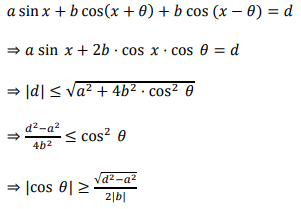 a sin x + b cos(x + θ) + b cos (x − θ) = d
⇒ a sin x + 2b · cos x · cos θ = d
⇒ |d| ≤ √(a² + 4b² · cos² θ)
⇒ (d²−a²)/(4b²) ≤ cos² θ
⇒ |cos θ| ≥ √(d²−a²)/(2|b|)